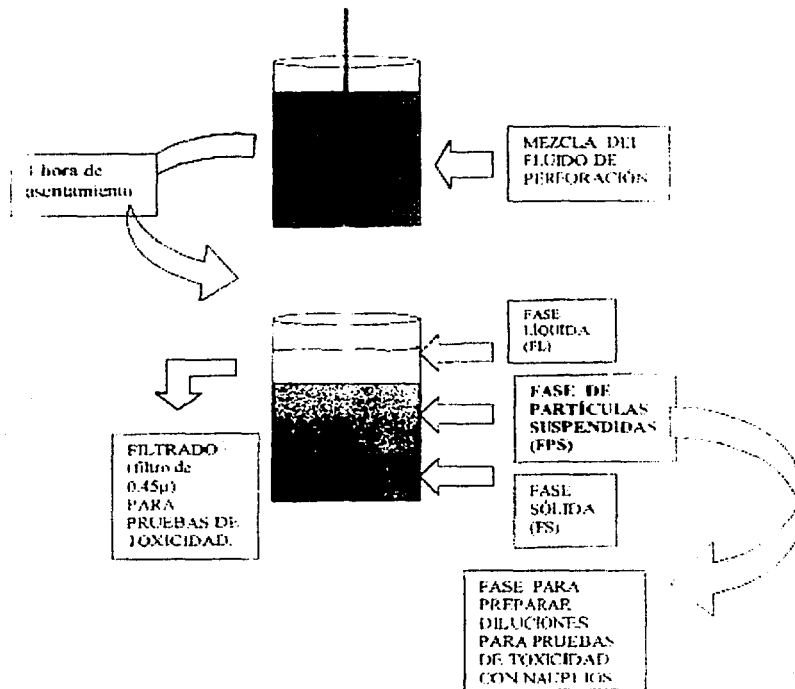 MEZCLA DEL
FLUIDO DE
PERFORACIÓN
1 hora de
asentamiento
FASE
LÍQUIDA
(FL)
FASE DE
PARTÍCULAS
SUSPENDIDAS
(FPS)
FILTRADO
(filtro de
0.45µ)
PARA
PRUEBAS DE
TOXICIDAD.
FASE
SÓLIDA
(FS)
FASE PARA
PREPARAR
DILUCIONES
PARA PRUEBAS
DE TOXICIDAD
CON NAUPLIOS